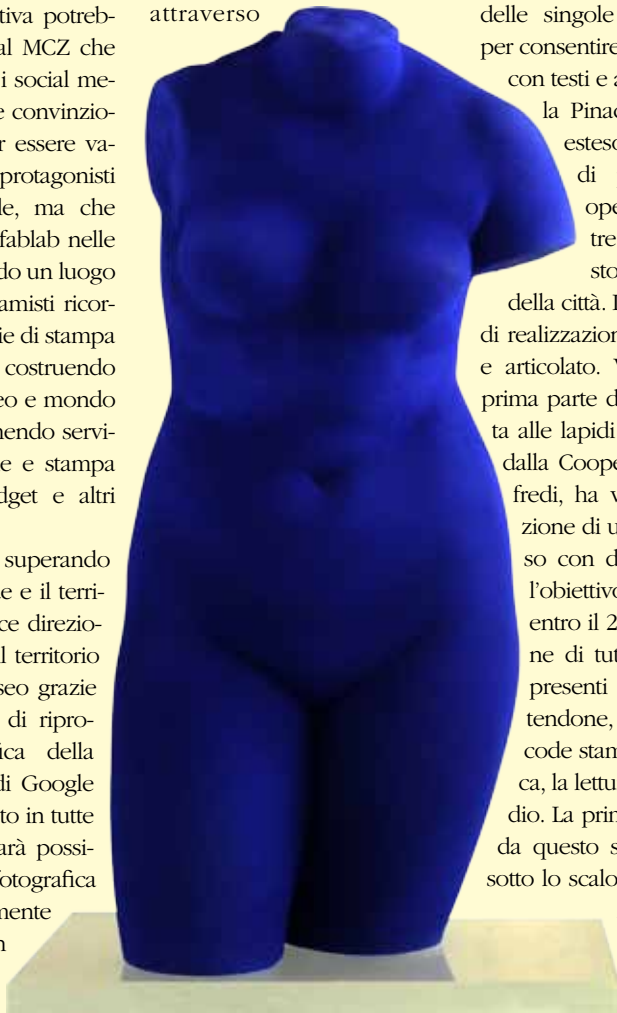 tiva potreb-
al MCZ che
i social me-
e convinzio-
r essere va-
protagonisti
le, ma che
fablab nelle
do un luogo
amisti ricor-
ie di stampa
costruendo
eo e mondo
nendo servi-
e e stampa
dget e altri
superando
e e il terri-
ce direzio-
l territorio
seo grazie
di ripro-
ica della
di Google
to in tutte
arà possi-
otografica
mente
n
attraverso
delle singole
per consentire
con testi e a
la Pinac
esteso
di
ope
tre
sto
della città. I
di realizzazion
e articolato. V
prima parte d
ta alle lapidi
dalla Coope
fredi, ha v
zione di u
so con d
l'obiettivo
entro il 2
ne di tut
presenti
tendone,
code stam
ca, la lettu
dio. La prin
da questo s
sotto lo scalo